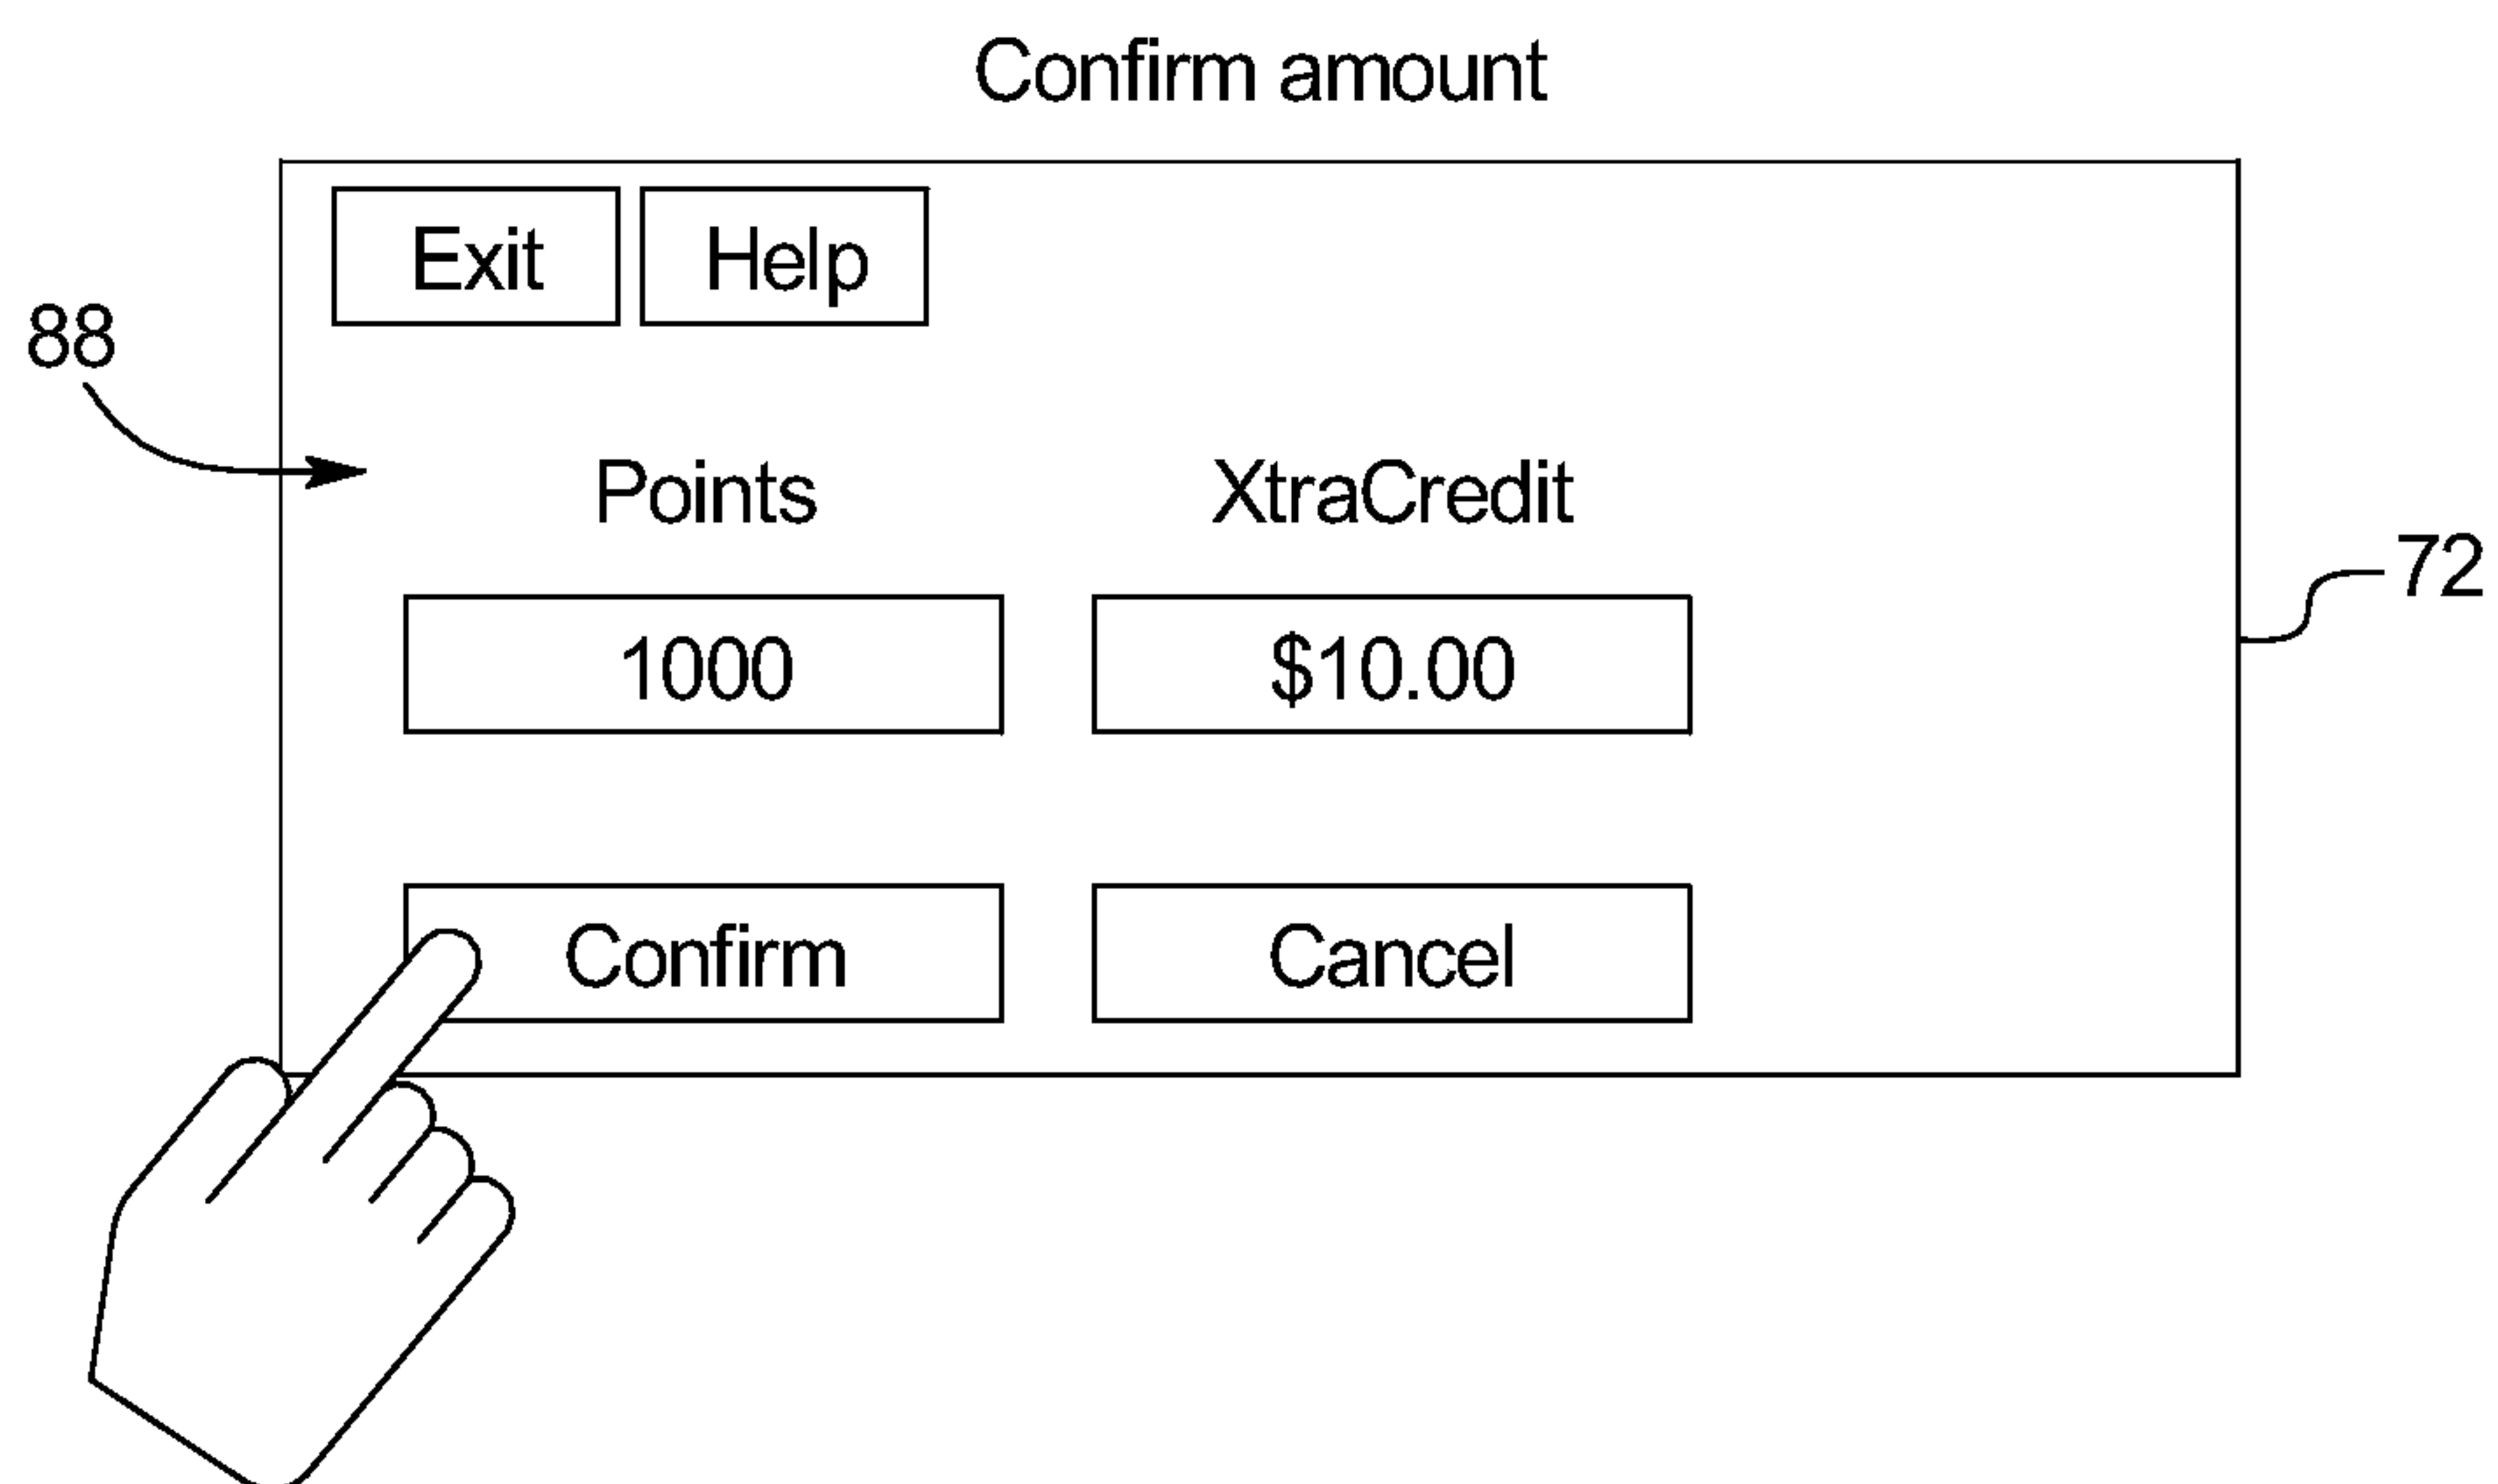 Confirm amount
Exit Help
88
Points XtraCredit
72
1000 $10.00
Confirm Cancel